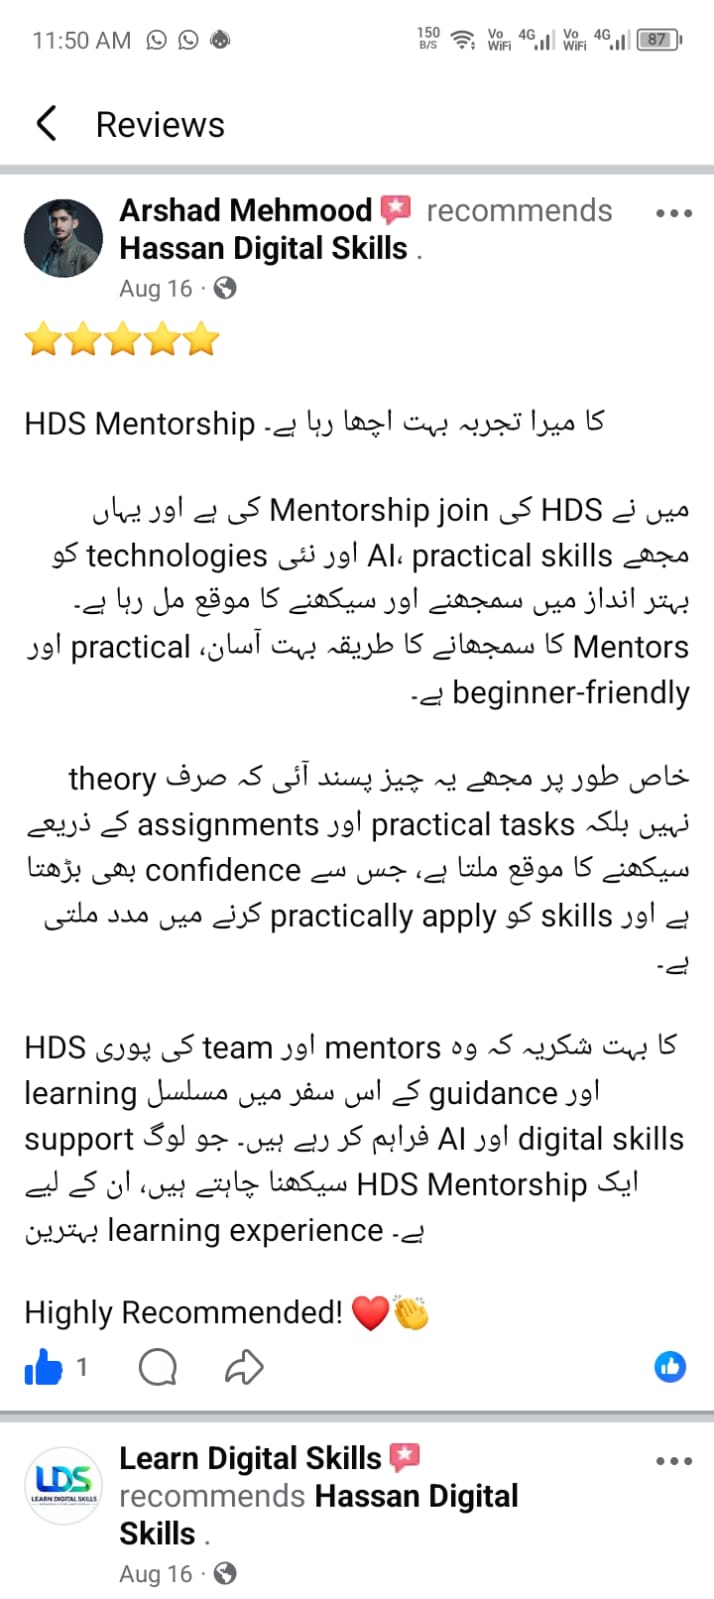 11:50 AM 150 B/S Vo WiFi 4G Vo WiFi 4G 87
Reviews
Arshad Mehmood recommends
Hassan Digital Skills .
Aug 16 ·
⭐⭐⭐⭐⭐
HDS Mentorship کا میرا تجربہ بہت اچھا رہا ہے۔
میں نے HDS کی Mentorship join کی ہے اور یہاں
مجھے AI، practical skills اور نئی technologies کو
بہتر انداز میں سمجھنے اور سیکھنے کا موقع مل رہا ہے۔
Mentors کا سمجھانے کا طریقہ بہت آسان، practical اور
beginner-friendly ہے۔
خاص طور پر مجھے یہ چیز پسند آئی کہ صرف theory
نہیں بلکہ practical tasks اور assignments کے ذریعے
سیکھنے کا موقع ملتا ہے، جس سے confidence بھی بڑھتا
ہے اور skills کو practically apply کرنے میں مدد ملتی
ہے۔
HDS کی پوری team اور mentors کا بہت شکریہ کہ وہ
learning کے اس سفر میں مسلسل guidance اور
support فراہم کر رہے ہیں۔ جو لوگ AI اور digital skills
سیکھنا چاہتے ہیں، ان کے لیے HDS Mentorship ایک
بہترین learning experience ہے۔
Highly Recommended! ❤️👏
1
Learn Digital Skills
LDS
LEARN DIGITAL SKILLS
recommends Hassan Digital
Skills .
Aug 16 ·